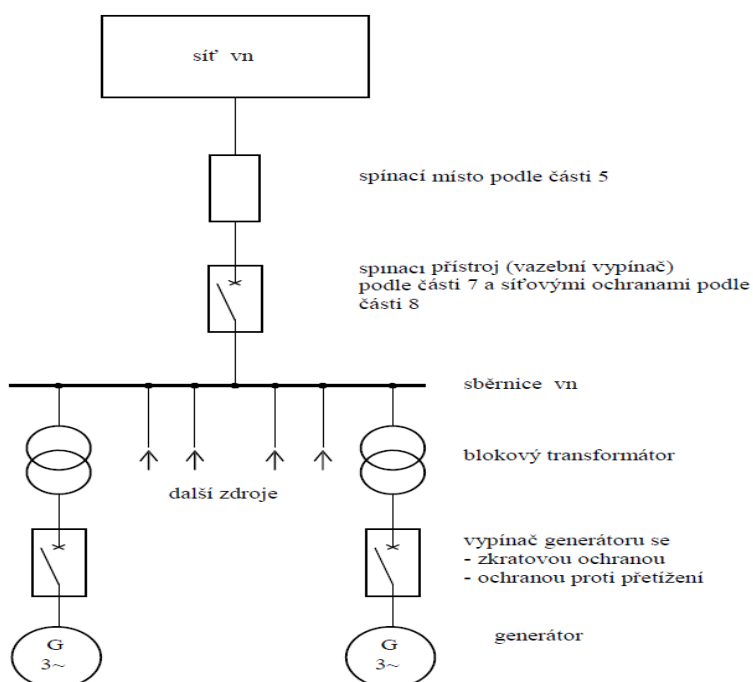 síť vn
spínací místo podle části 5
spínací přístroj (vazební vypínač)
podle části 7 a síťovými ochranami podle
části 8
sběrnice vn
blokový transformátor
další zdroje
vypínač generátoru se
- zkratovou ochranou
- ochranou proti přetížení
generátor
G
3~
G
3~